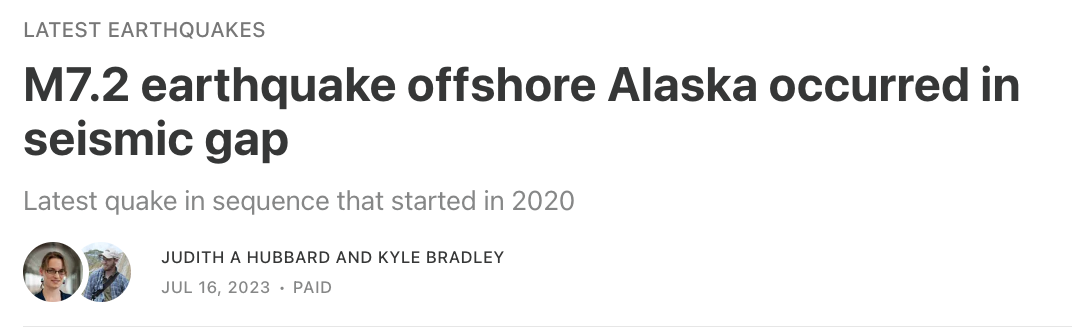 LATEST EARTHQUAKES
M7.2 earthquake offshore Alaska occurred in
seismic gap
Latest quake in sequence that started in 2020
JUDITH A HUBBARD AND KYLE BRADLEY
JUL 16, 2023 • PAID